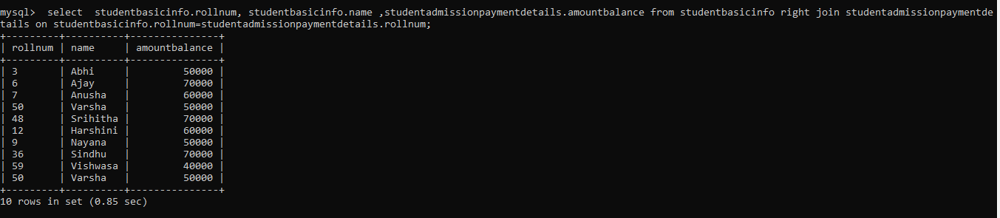 mysql>  select  studentbasicinfo.rollnum, studentbasicinfo.name ,studentadmissionpaymentdetails.amountbalance from studentbasicinfo right join studentadmissionpaymentde
tails on studentbasicinfo.rollnum=studentadmissionpaymentdetails.rollnum;
+---------+----------+---------------+
| rollnum | name     | amountbalance |
+---------+----------+---------------+
| 3       | Abhi     |         50000 |
| 6       | Ajay     |         70000 |
| 7       | Anusha   |         60000 |
| 50      | Varsha   |         50000 |
| 48      | Srihitha |         70000 |
| 12      | Harshini |         60000 |
| 9       | Nayana   |         50000 |
| 36      | Sindhu   |         70000 |
| 59      | Vishwasa |         40000 |
| 50      | Varsha   |         50000 |
+---------+----------+---------------+
10 rows in set (0.85 sec)